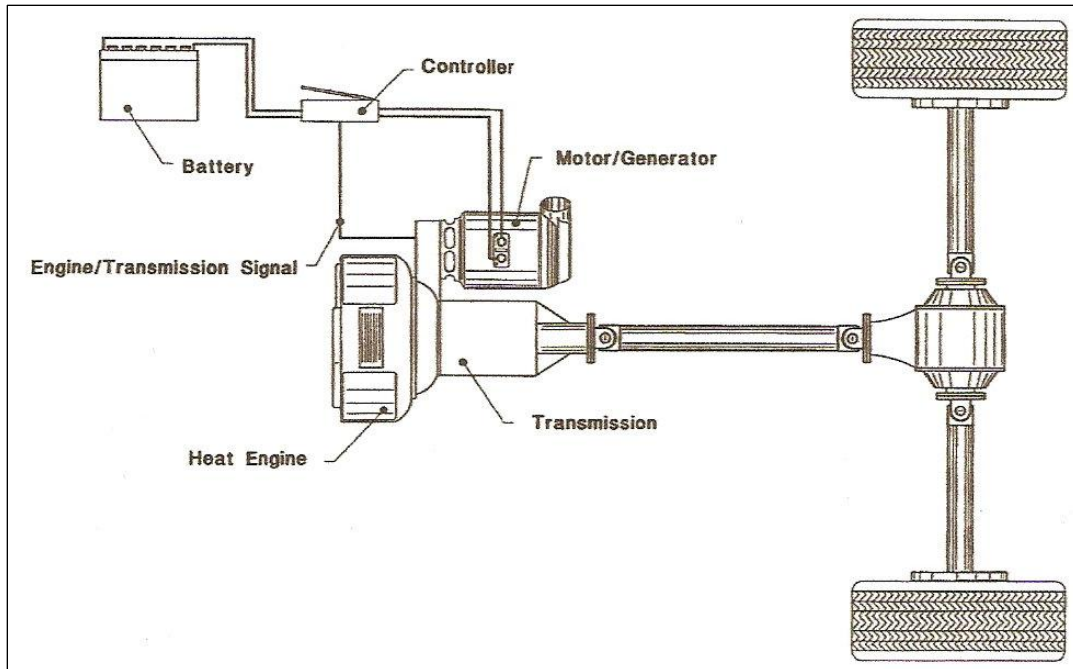 Controller
Battery
Motor/Generator
Engine/Transmission Signal
Transmission
Heat Engine